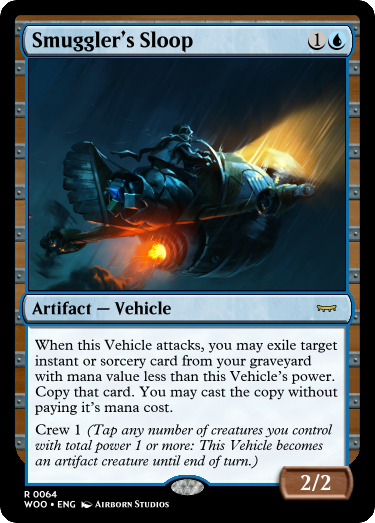 Smuggler's Sloop 1
Artifact — Vehicle
When this Vehicle attacks, you may exile target
instant or sorcery card from your graveyard
with mana value less than this Vehicle's power.
Copy that card. You may cast the copy without
paying it's mana cost.
Crew 1 (Tap any number of creatures you control
with total power 1 or more: This Vehicle becomes
an artifact creature until end of turn.)
2/2
R 0064
WOO • ENG Airborn Studios